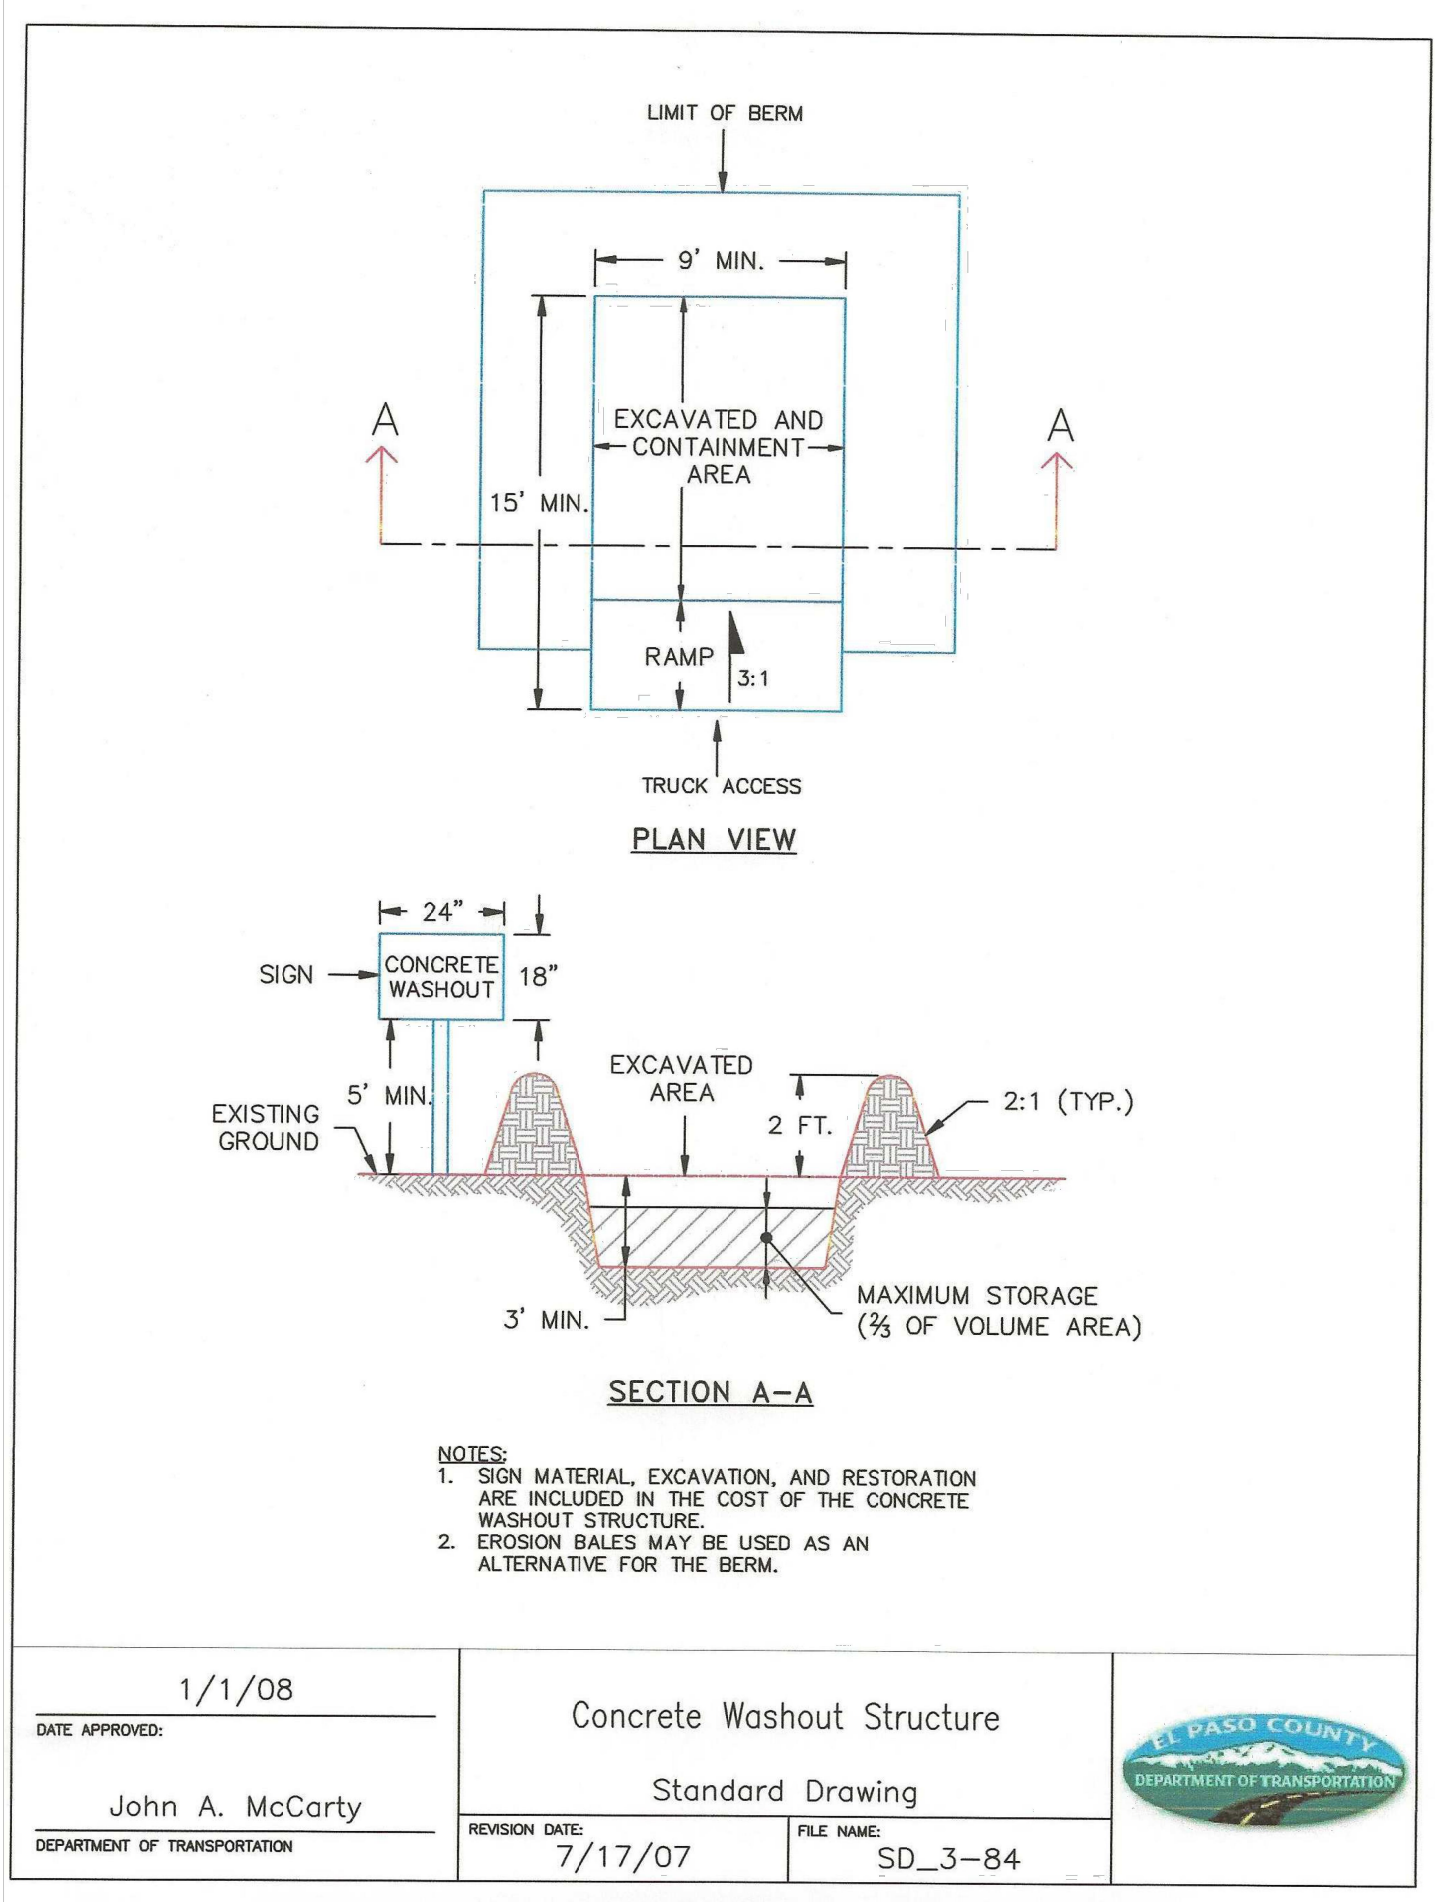 LIMIT OF BERM
9' MIN.
EXCAVATED AND
CONTAINMENT
AREA
A
A
15' MIN.
RAMP
3:1
TRUCK ACCESS
PLAN VIEW
24"
SIGN
CONCRETE
WASHOUT
18"
EXCAVATED
AREA
5' MIN.
2:1 (TYP.)
EXISTING
GROUND
2 FT.
3' MIN.
MAXIMUM STORAGE
(⅔ OF VOLUME AREA)
SECTION A-A
NOTES:
1. SIGN MATERIAL, EXCAVATION, AND RESTORATION
ARE INCLUDED IN THE COST OF THE CONCRETE
WASHOUT STRUCTURE.
2. EROSION BALES MAY BE USED AS AN
ALTERNATIVE FOR THE BERM.
1/1/08
DATE APPROVED:
John A. McCarty
DEPARTMENT OF TRANSPORTATION
Concrete Washout Structure
Standard Drawing
REVISION DATE:
7/17/07
FILE NAME:
SD_3-84
EL PASO COUNTY
DEPARTMENT OF TRANSPORTATION